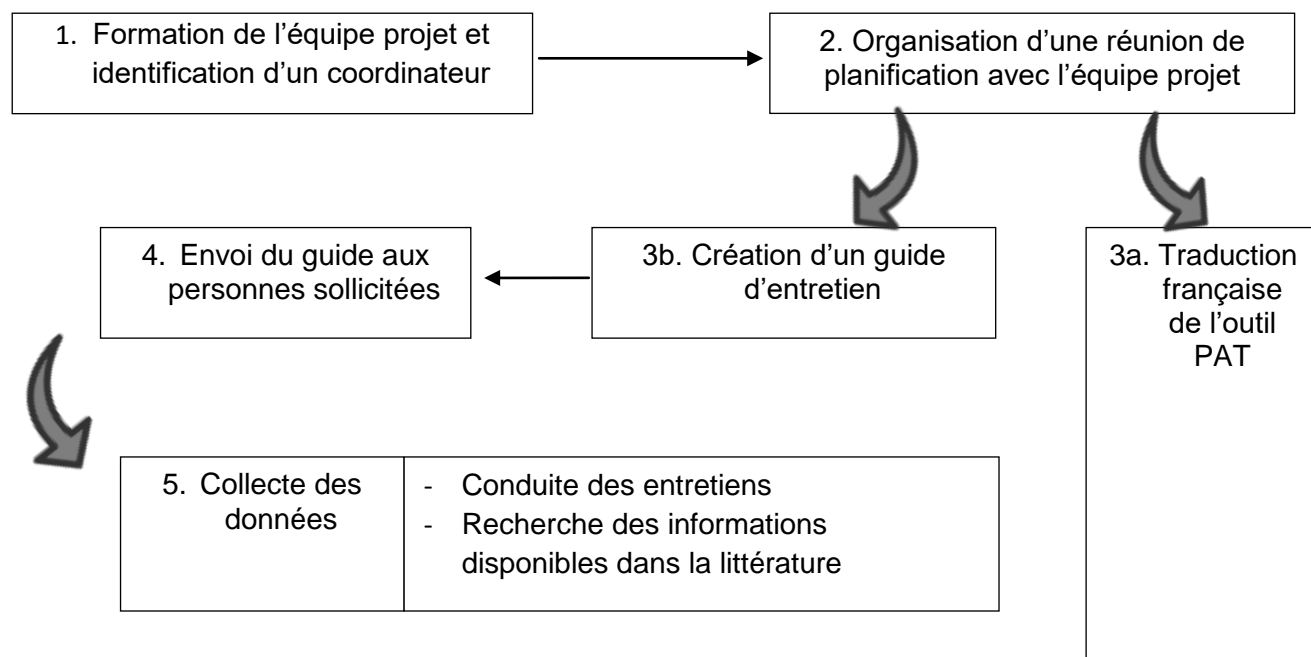 1. Formation de l’équipe projet et
identification d’un coordinateur
2. Organisation d’une réunion de
planification avec l’équipe projet
4. Envoi du guide aux
personnes sollicitées
3b. Création d’un guide
d’entretien
3a. Traduction
française
de l’outil
PAT
5. Collecte des
données
- Conduite des entretiens
- Recherche des informations
disponibles dans la littérature